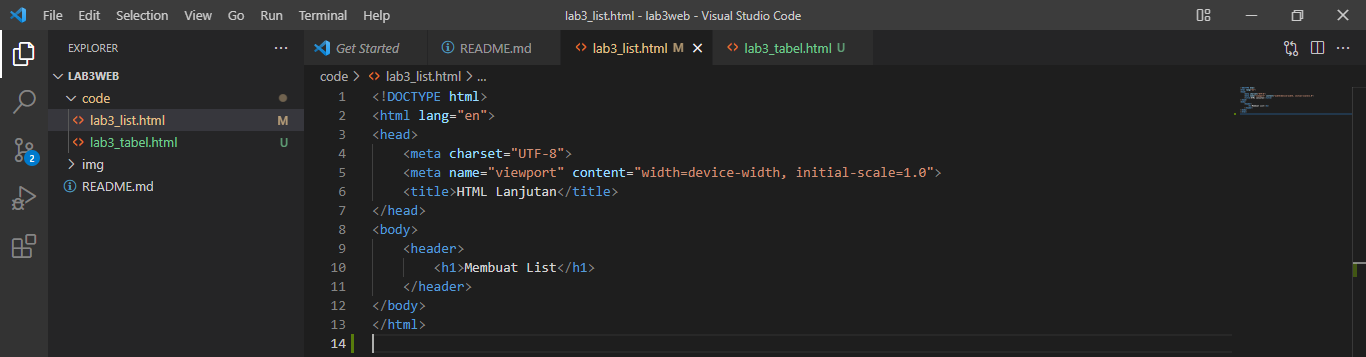 File Edit Selection View Go Run Terminal Help lab3_list.html - lab3web - Visual Studio Code
EXPLORER
LAB3WEB
code
lab3_list.html M
lab3_tabel.html U
img
README.md
2
Get Started README.md lab3_list.html M lab3_tabel.html U
code > lab3_list.html > ...
1 <!DOCTYPE html>
2 <html lang="en">
3 <head>
4 <meta charset="UTF-8">
5 <meta name="viewport" content="width=device-width, initial-scale=1.0">
6 <title>HTML Lanjutan</title>
7 </head>
8 <body>
9 <header>
10 <h1>Membuat List</h1>
11 </header>
12 </body>
13 </html>
14